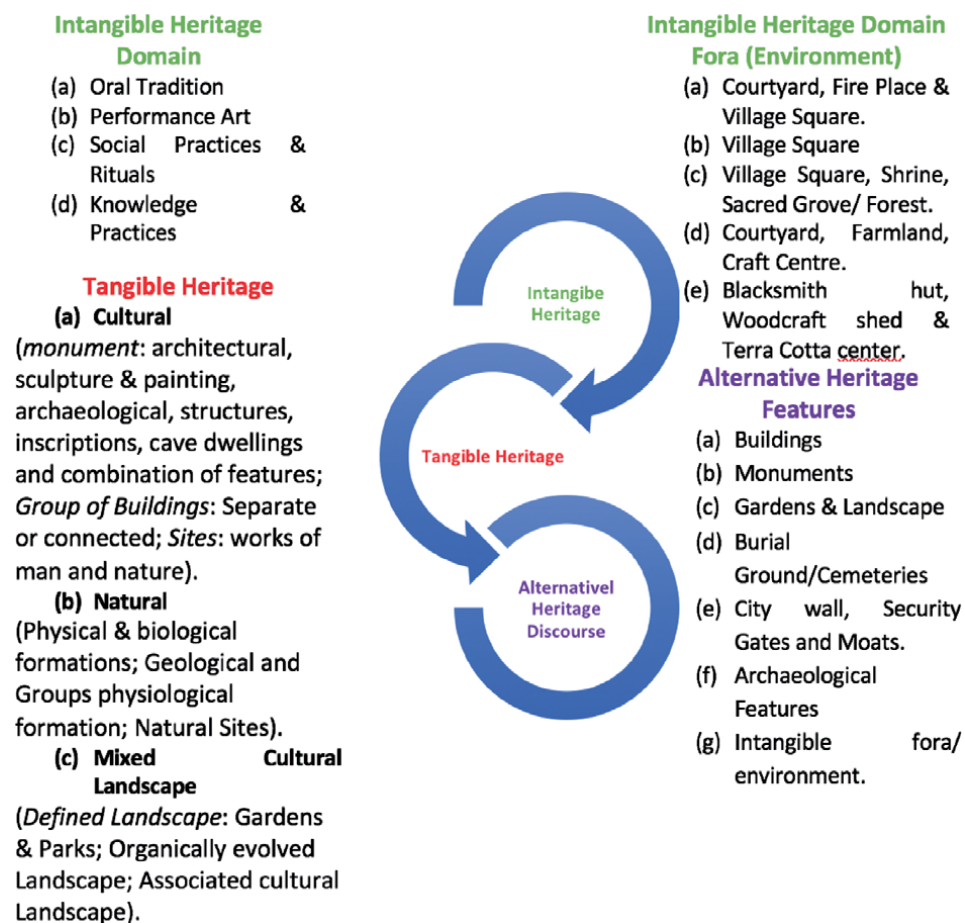 Intangible Heritage
Domain
(a) Oral Tradition
(b) Performance Art
(c) Social Practices &
Rituals
(d) Knowledge &
Practices
Tangible Heritage
(a) Cultural
(monument: architectural,
sculpture & painting,
archaeological, structures,
inscriptions, cave dwellings
and combination of features;
Group of Buildings: Separate
or connected; Sites: works of
man and nature).
(b) Natural
(Physical & biological
formations; Geological and
Groups physiological
formation; Natural Sites).
(c) Mixed Cultural
Landscape
(Defined Landscape: Gardens
& Parks; Organically evolved
Landscape; Associated cultural
Landscape).
Intangibe
Heritage
Tangible Heritage
Alternativel
Heritage
Discourse
Intangible Heritage Domain
Fora (Environment)
(a) Courtyard, Fire Place &
Village Square.
(b) Village Square
(c) Village Square, Shrine,
Sacred Grove/ Forest.
(d) Courtyard, Farmland,
Craft Centre.
(e) Blacksmith hut,
Woodcraft shed &
Terra Cotta center.
Alternative Heritage
Features
(a) Buildings
(b) Monuments
(c) Gardens & Landscape
(d) Burial
Ground/Cemeteries
(e) City wall, Security
Gates and Moats.
(f) Archaeological
Features
(g) Intangible fora/
environment.